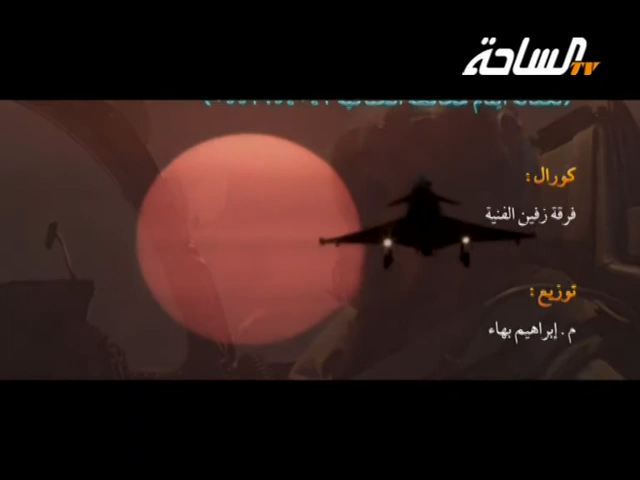 الساحة TV
كورال :
فرقة زفين الفنية
توزيع :
م . إبراهيم بهاء